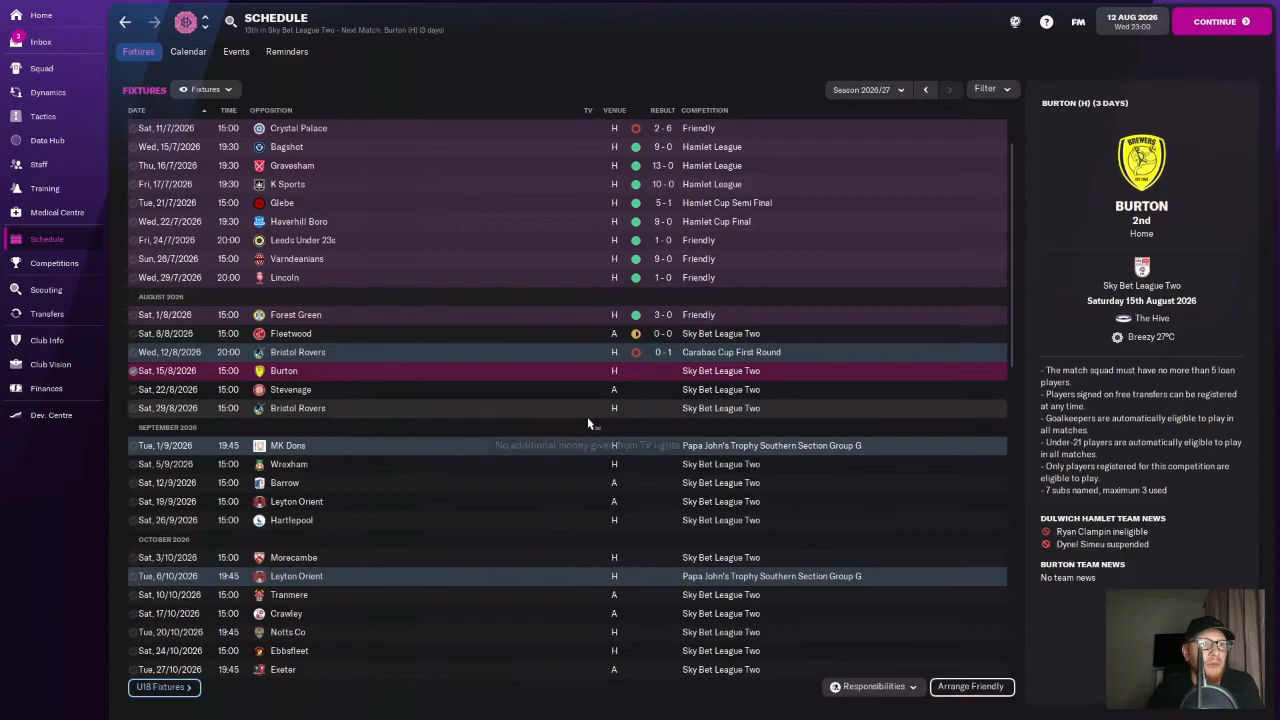 Home
3
Inbox
Squad
Dynamics
Tactics
Data Hub
Staff
Training
Medical Centre
Schedule
Competitions
Scouting
Transfers
Club Info
Club Vision
Finances
Dev. Centre
SCHEDULE
13th in Sky Bet League Two - Next Match: Burton (H) (3 days)
? FM
12 AUG 2026
Wed 23:00
CONTINUE
Fixtures Calendar Events Reminders
FIXTURES Fixtures
Season 2026/27
Filter
DATE TIME OPPOSITION TV VENUE RESULT COMPETITION
Sat, 11/7/2026 15:00 Crystal Palace H 2 - 6 Friendly
Wed, 15/7/2026 19:30 Bagshot H 9 - 0 Hamlet League
Thu, 16/7/2026 19:30 Gravesham H 13 - 0 Hamlet League
Fri, 17/7/2026 19:30 K Sports H 10 - 0 Hamlet League
Tue, 21/7/2026 15:00 Glebe H 5 - 1 Hamlet Cup Semi Final
Wed, 22/7/2026 19:30 Haverhill Boro H 9 - 0 Hamlet Cup Final
Fri, 24/7/2026 20:00 Leeds Under 23s H 1 - 0 Friendly
Sun, 26/7/2026 15:00 Varndeanians H 9 - 0 Friendly
Wed, 29/7/2026 20:00 Lincoln H 1 - 0 Friendly
AUGUST 2026
Sat, 1/8/2026 15:00 Forest Green H 3 - 0 Friendly
Sat, 8/8/2026 15:00 Fleetwood A 0 - 0 Sky Bet League Two
Wed, 12/8/2026 20:00 Bristol Rovers H 0 - 1 Carabao Cup First Round
Sat, 15/8/2026 15:00 Burton H Sky Bet League Two
Sat, 22/8/2026 15:00 Stevenage A Sky Bet League Two
Sat, 29/8/2026 15:00 Bristol Rovers H Sky Bet League Two
SEPTEMBER 2026
Tue, 1/9/2026 19:45 MK Dons H Papa John's Trophy Southern Section Group G
No additional money given from TV rights
Sat, 5/9/2026 15:00 Wrexham H Sky Bet League Two
Sat, 12/9/2026 15:00 Barrow A Sky Bet League Two
Sat, 19/9/2026 15:00 Leyton Orient A Sky Bet League Two
Sat, 26/9/2026 15:00 Hartlepool H Sky Bet League Two
OCTOBER 2026
Sat, 3/10/2026 15:00 Morecambe H Sky Bet League Two
Tue, 6/10/2026 19:45 Leyton Orient H Papa John's Trophy Southern Section Group G
Sat, 10/10/2026 15:00 Tranmere A Sky Bet League Two
Sat, 17/10/2026 15:00 Crawley A Sky Bet League Two
Tue, 20/10/2026 19:45 Notts Co H Sky Bet League Two
Sat, 24/10/2026 15:00 Ebbsfleet H Sky Bet League Two
Tue, 27/10/2026 19:45 Exeter A Sky Bet League Two
U18 Fixtures
Responsibilities
Arrange Friendly
BURTON (H) (3 DAYS)
BREWERS
BURTON
2nd
Home
Sky Bet League Two
Saturday 15th August 2026
The Hive
Breezy 27ºC
- The match squad must have no more than 5 loan
players.
- Players signed on free transfers can be registered
at any time.
- Goalkeepers are automatically eligible to play in
all matches.
- Under-21 players are automatically eligible to play
in all matches.
- Only players registered for this competition are
eligible to play.
- 7 subs named, maximum 3 used
DULWICH HAMLET TEAM NEWS
Ryan Clampin ineligible
Dynel Simeu suspended
BURTON TEAM NEWS
No team news